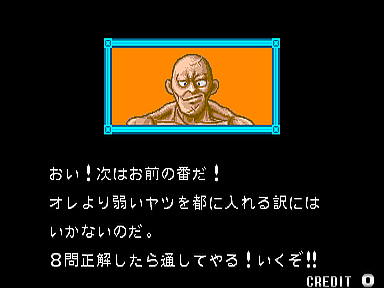 おい！次はお前の番だ！
オレより弱いヤツを都に入れる訳には
いかないのだ。
８問正解したら通してやる！いくぞ!!
CREDIT 0